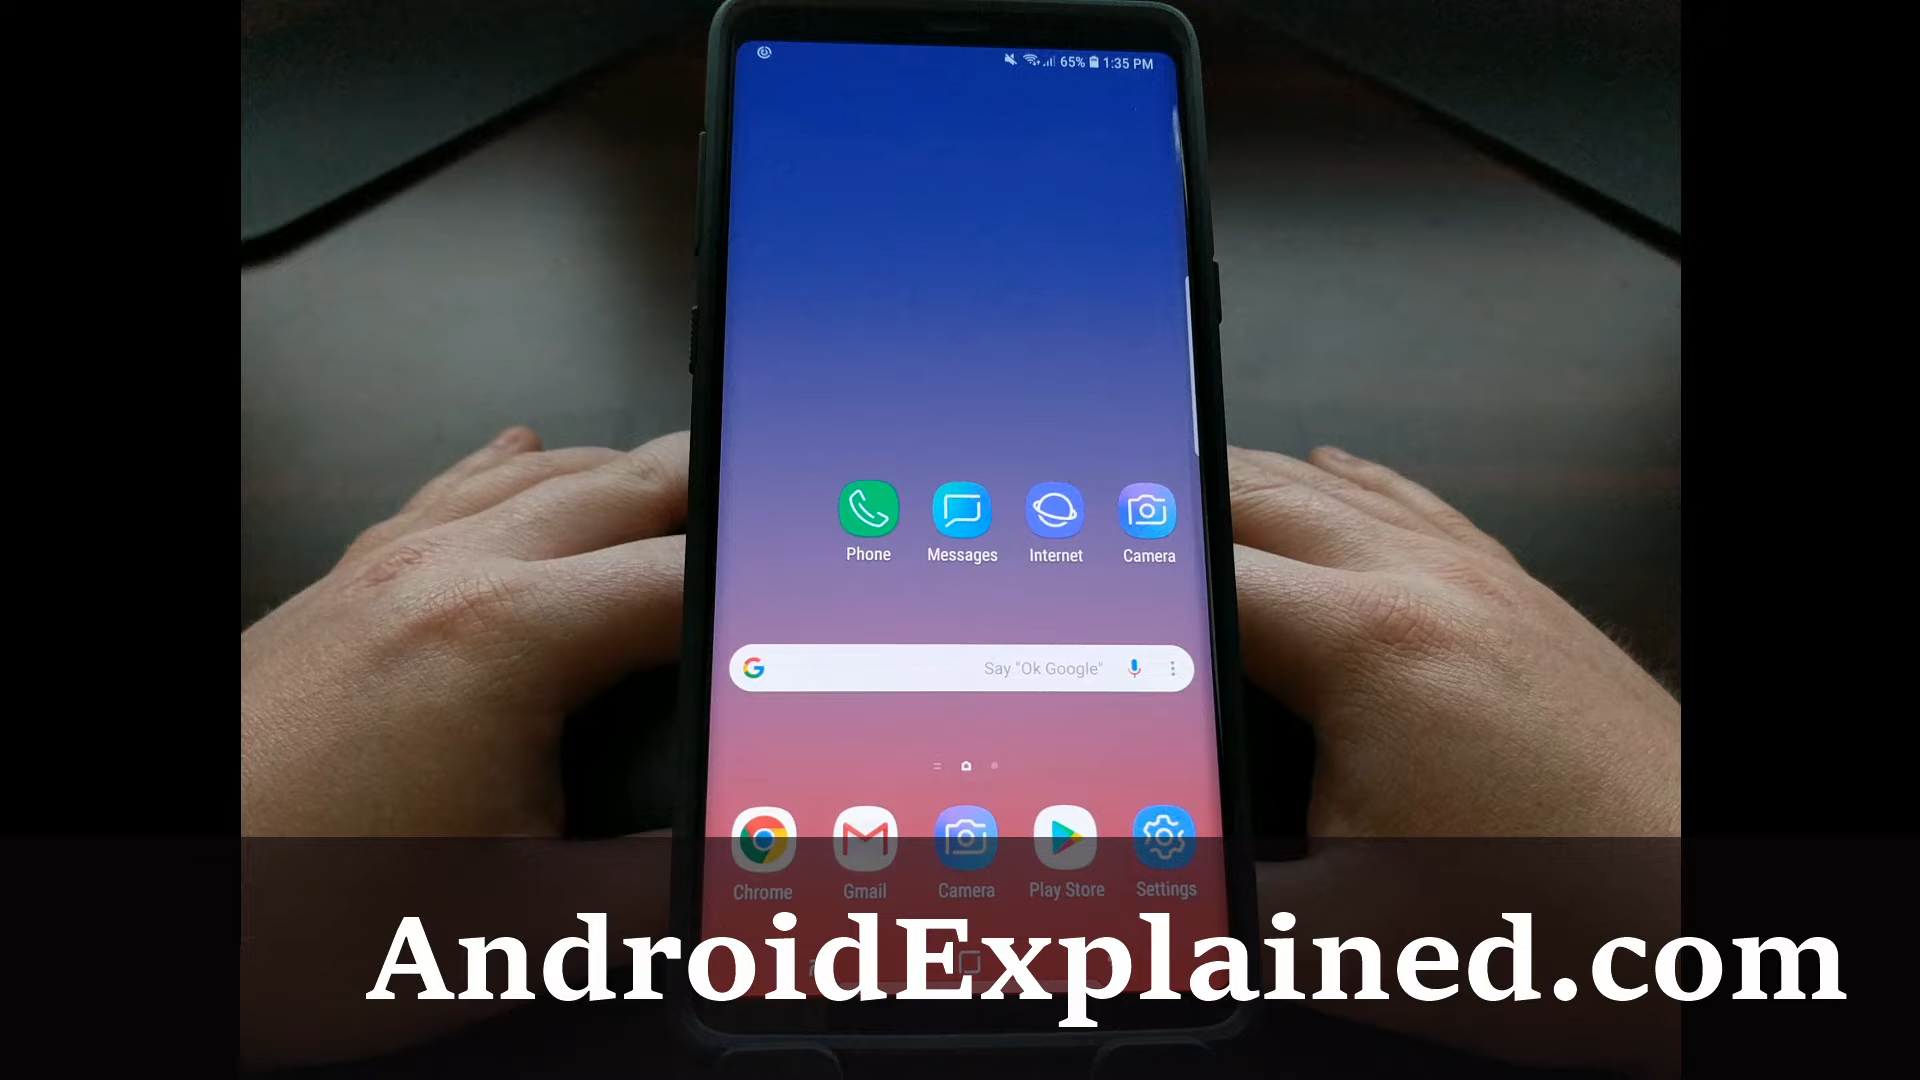 65% 1:35 PM
Phone Messages Internet Camera
G Say "Ok Google"
Chrome Gmail Camera Play Store Settings
AndroidExplained.com